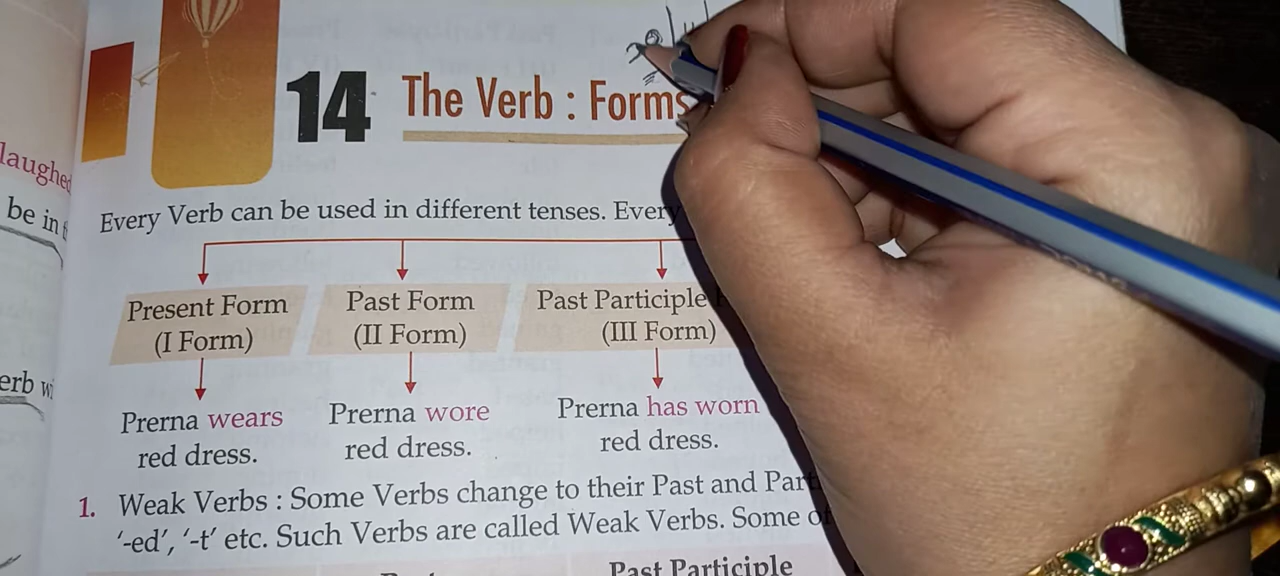 14 The Verb : Forms
laughed
be in
Every Verb can be used in different tenses. Every
Present Form
(I Form)
Past Form
(II Form)
Past Participle
(III Form)
Prerna wears
red dress.
Prerna wore
red dress.
Prerna has worn
red dress.
erb
1. Weak Verbs : Some Verbs change to their Past and
'-ed', '-t' etc. Such Verbs are called Weak Verbs. Some
Past Participle